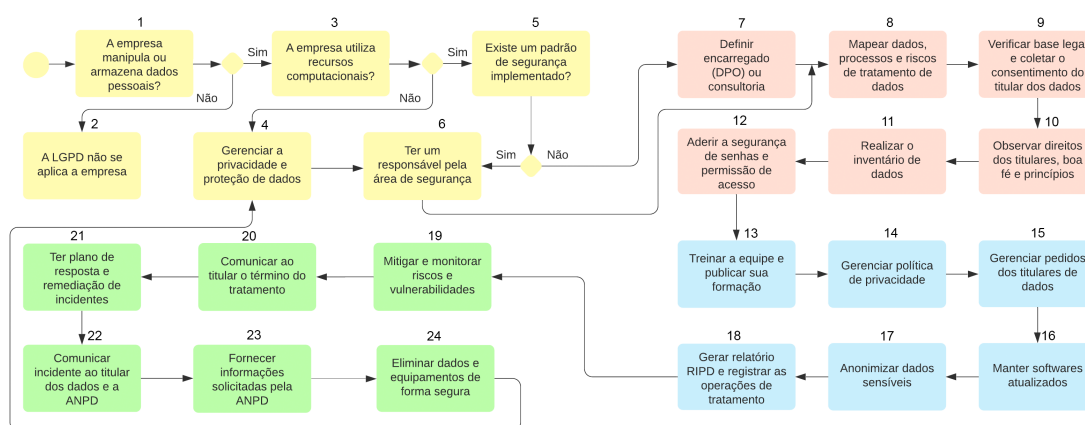 1
A empresa
manipula ou
armazena dados
pessoais?
Sim
Não
2
A LGPD não se
aplica a empresa
3
A empresa utiliza
recursos
computacionais?
Sim
Não
4
Gerenciar a
privacidade e
proteção de dados
5
Existe um padrão
de segurança
implementado?
Sim
Não
6
Ter um
responsável pela
área de segurança
7
Definir
encarregado
(DPO) ou
consultoria
8
Mapear dados,
processos e riscos
de tratamento de
dados
9
Verificar base legal
e coletar o
consentimento do
titular dos dados
10
Observar direitos
dos titulares, boa
fé e princípios
11
Realizar o
inventário de
dados
12
Aderir a segurança
de senhas e
permissão de
acesso
13
Treinar a equipe e
publicar sua
formação
14
Gerenciar política
de privacidade
15
Gerenciar pedidos
dos titulares de
dados
16
Manter softwares
atualizados
17
Anonimizar dados
sensíveis
18
Gerar relatório
RIPD e registrar as
operações de
tratamento
19
Mitigar e monitorar
riscos e
vulnerabilidades
20
Comunicar ao
titular o término do
tratamento
21
Ter plano de
resposta e
remediação de
incidentes
22
Comunicar
incidente ao titular
dos dados e a
ANPD
23
Fornecer
informações
solicitadas pela
ANPD
24
Eliminar dados e
equipamentos de
forma segura